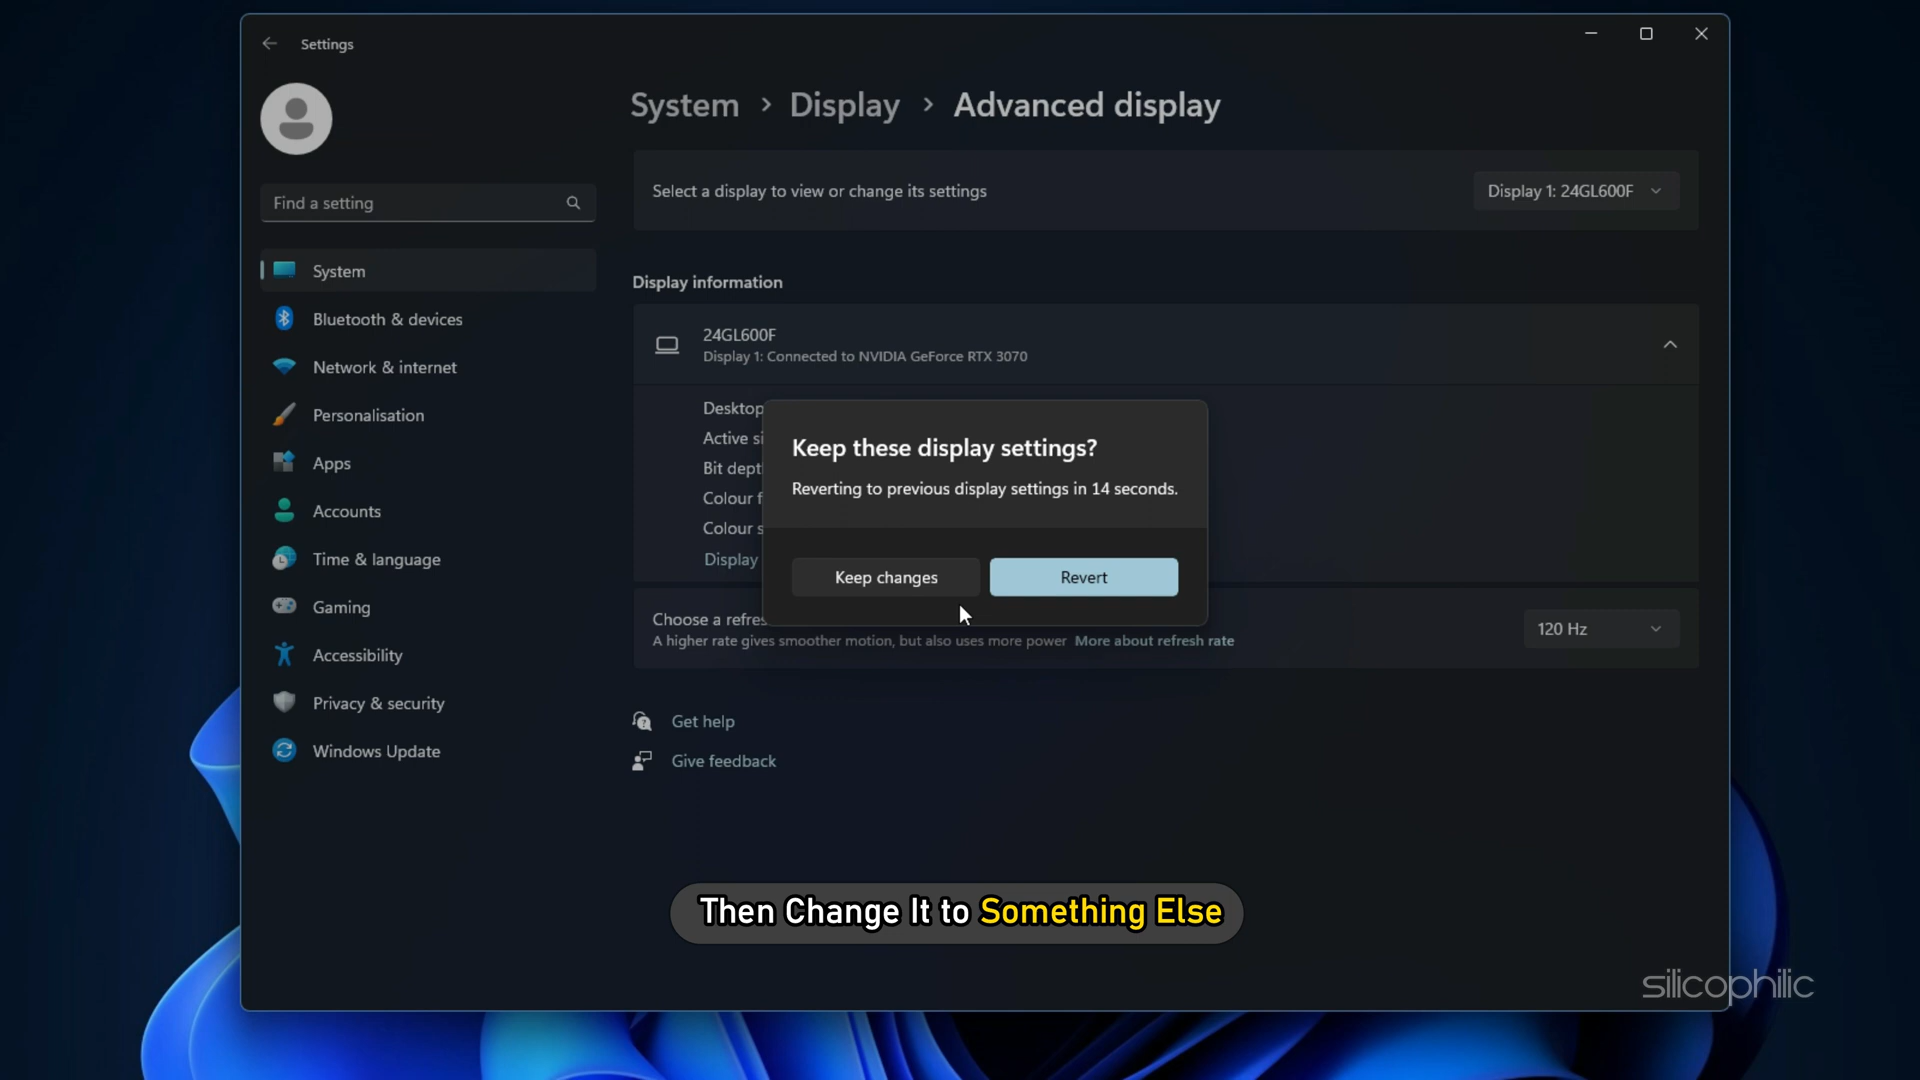 Settings
System > Display > Advanced display
Select a display to view or change its settings
Display 1: 24GL600F
Find a setting
System
Bluetooth & devices
Network & internet
Personalisation
Apps
Accounts
Time & language
Gaming
Accessibility
Privacy & security
Windows Update
Display information
24GL600F
Display 1: Connected to NVIDIA GeForce RTX 3070
Desktop
Active si
Bit dept
Colour f
Colour s
Display
Keep these display settings?
Reverting to previous display settings in 14 seconds.
Keep changes
Revert
Choose a refres
A higher rate gives smoother motion, but also uses more power More about refresh rate
120 Hz
Get help
Give feedback
Then Change It to Something Else
silicophilic